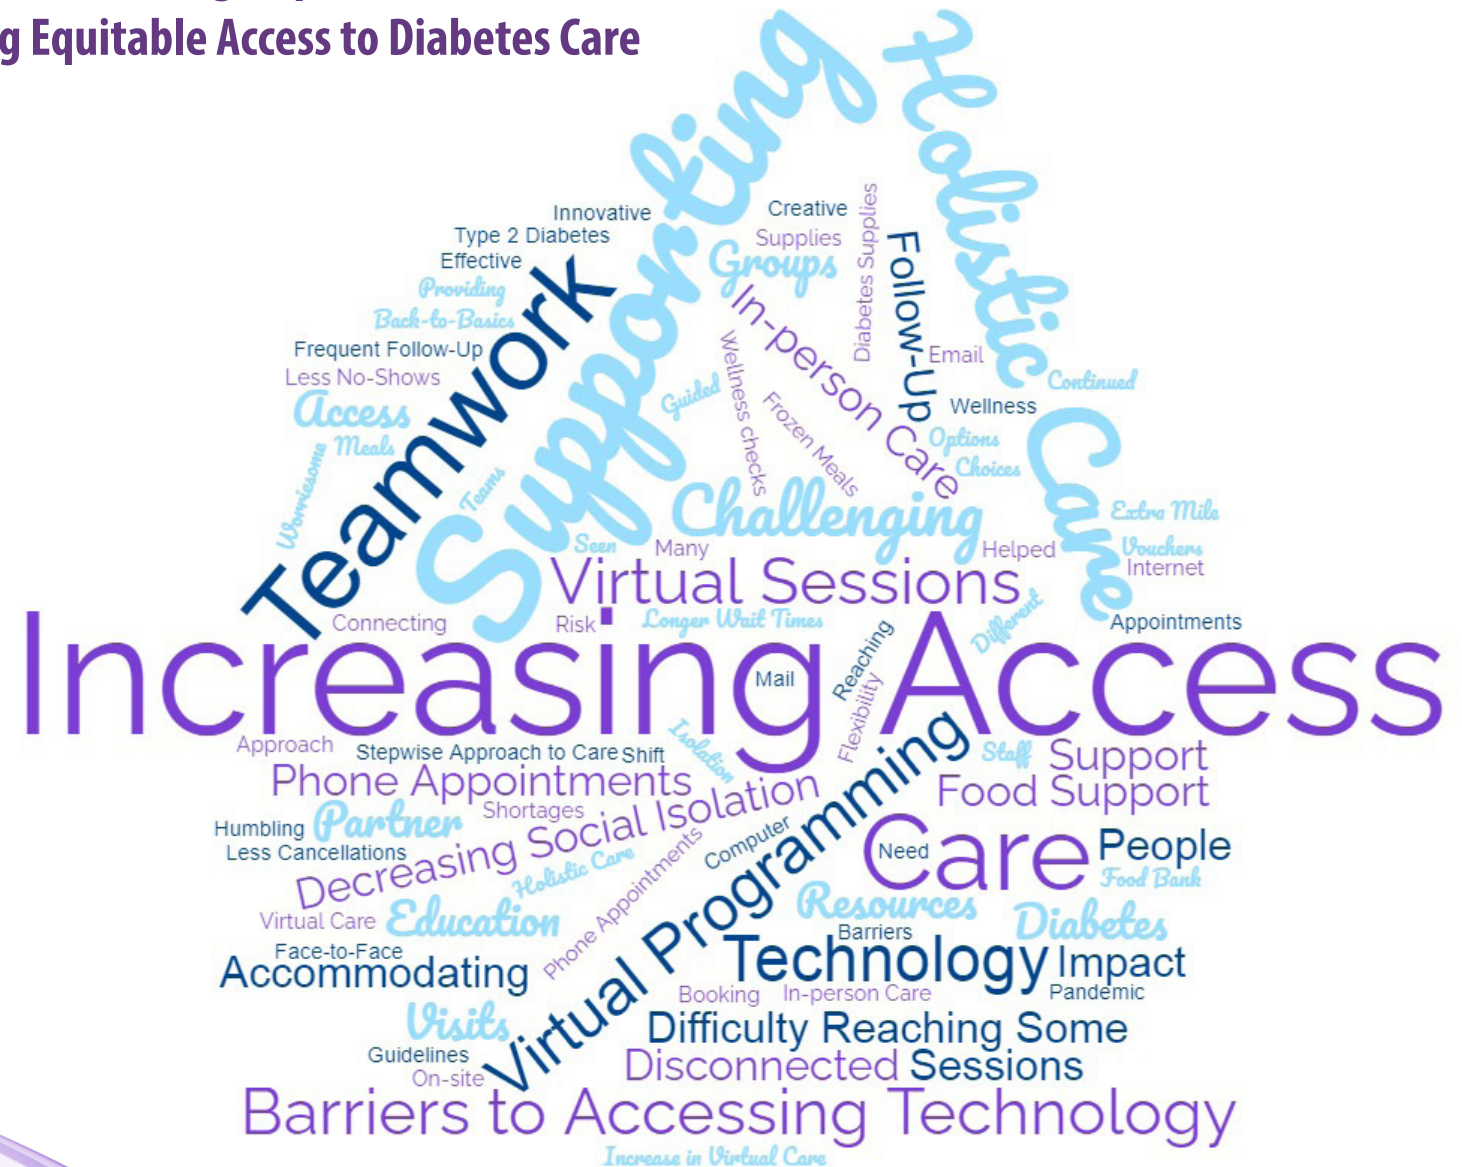 g Equitable Access to Diabetes Care
Supporting
Holistic Care
Innovative
Creative
Type 2 Diabetes
Supplies
Diabetes Supplies
Follow-Up
Effective
Groups
Providing
Teamwork
In-person Care
Back-to-Basics
Frequent Follow-Up
Wellness checks
Email
Less No-Shows
Guided
Frozen Meals
Continued
Access
Wellness
Meals
Options
Worriesome
Choices
Teams
Challenging
Extra Mile
Seen
Many
Helped
Vouchers
Virtual Sessions
Internet
Connecting
Risk
Longer Wait Times
Different
Appointments
Increasing Access
Mail
Reaching
Flexibility
Approach
Stepwise Approach to Care
Shift
Isolation
Staff
Support
Phone Appointments
Food Support
Shortages
Decreasing Social Isolation
Humbling
Partner
Computer
Care
Need
People
Less Cancellations
Holistic Care
Food Bank
Virtual Care
Education
Phone Appointments
Virtual Programming
Resources
Diabetes
Barriers
Face-to-Face
Technology
Impact
Accommodating
Booking
In-person Care
Pandemic
Visits
Difficulty Reaching Some
Guidelines
Disconnected
Sessions
On-site
Barriers to Accessing Technology
Increase in Virtual Care